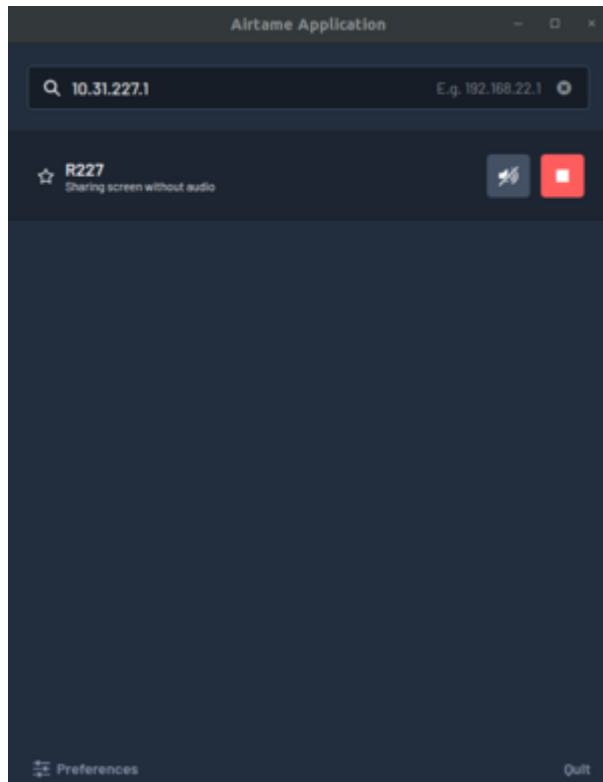 Airtame Application
10.31.227.1 E.g. 192.168.22.1
R227
Sharing screen without audio
Preferences Quit